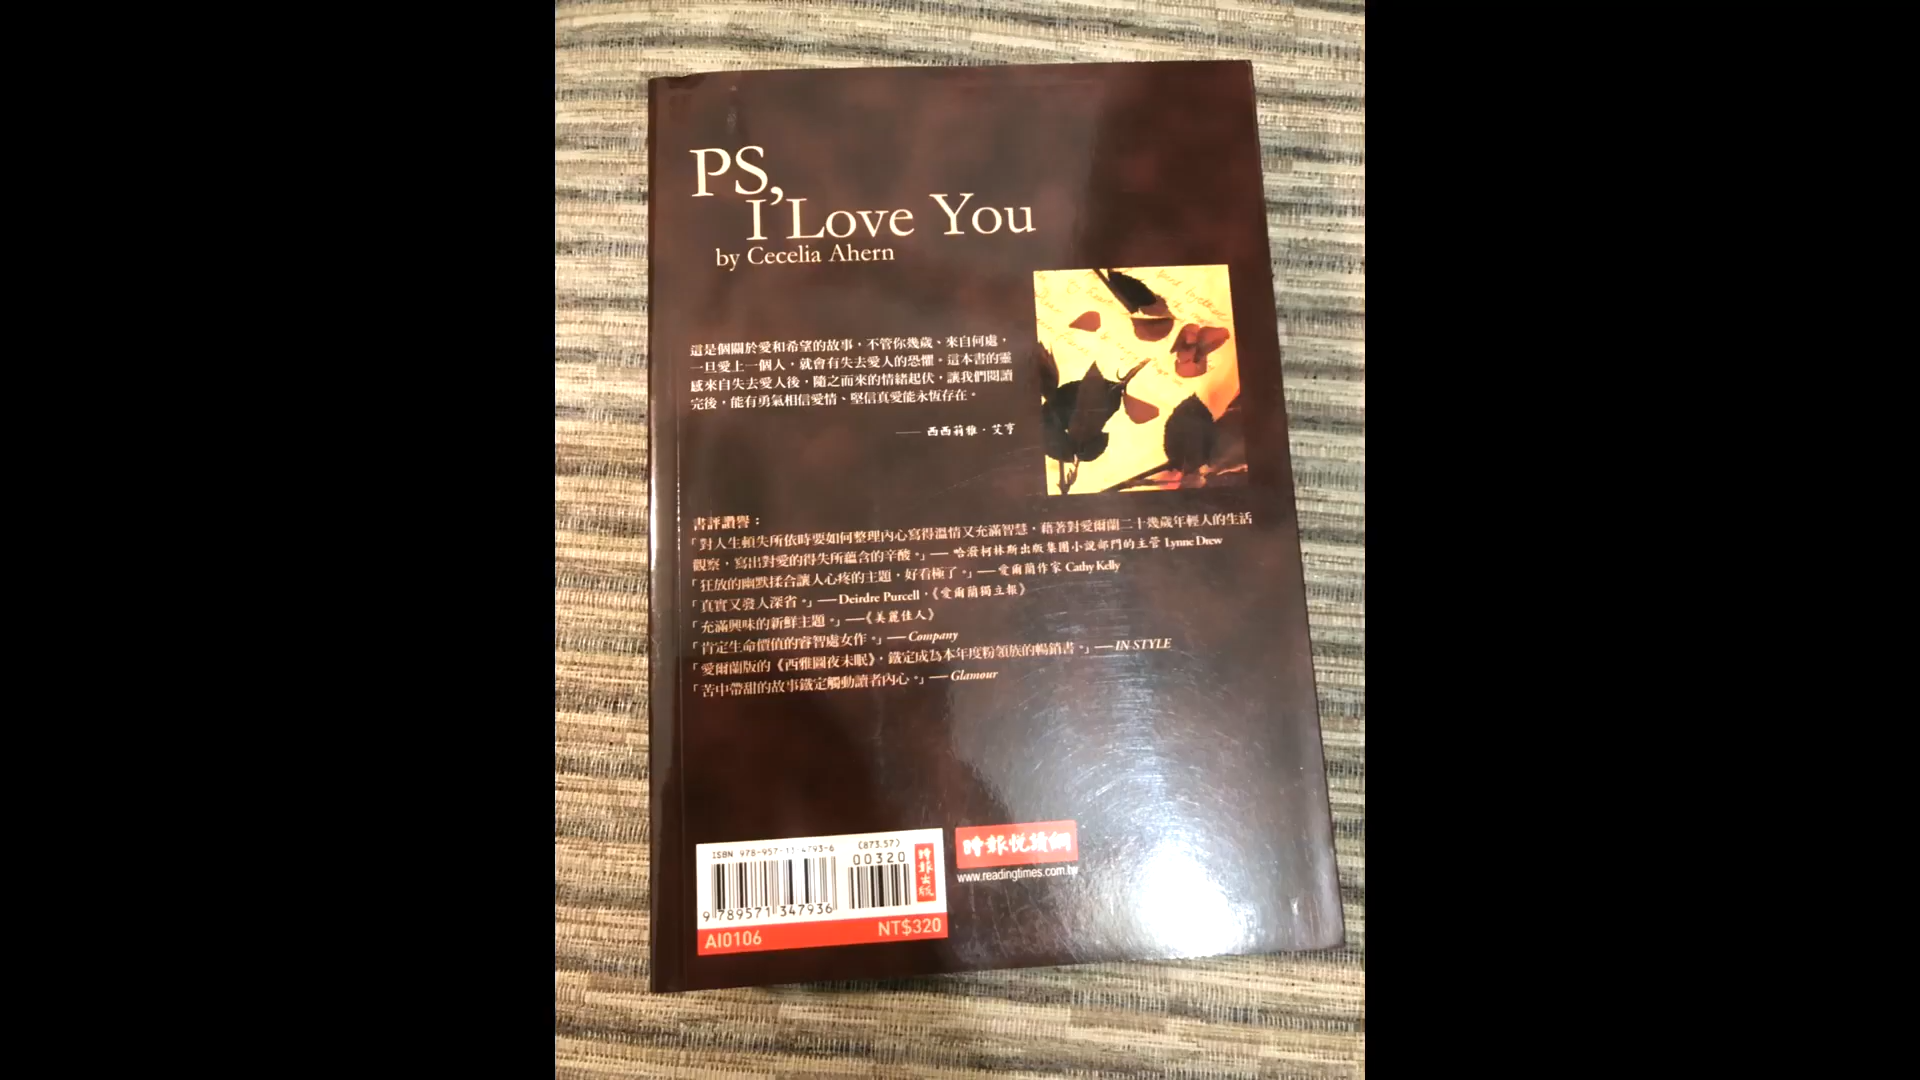 PS,
I'Love You
by Cecelia Ahern
這是個關於愛和希望的故事，不管你幾歲、來自何處，
一旦愛上一個人，就會有失去愛人的恐懼。這本書的靈
感來自失去愛人後，隨之而來的情緒起伏，讓我們閱讀
完後，能有勇氣相信愛情、堅信真愛能永恆存在。
── 西西莉雅·艾亨
書評讚譽：
「對人生頓失所依時要如何整理內心寫得溫情又充滿智慧，藉著對愛爾蘭二十幾歲年輕人的生活
觀察，寫出對愛的得失所蘊含的辛酸。」── 哈潑柯林斯出版集團小說部門的主管 Lynne Drew
「狂放的幽默揉合讓人心疼的主題，好看極了。」──愛爾蘭作家 Cathy Kelly
「真實又發人深省。」──Deirdre Purcell，《愛爾蘭獨立報》
「充滿興味的新鮮主題。」──《美麗佳人》
「肯定生命價值的睿智處女作。」── Company
「愛爾蘭版的《西雅圖夜未眠》，鐵定成為本年度粉領族的暢銷書。」── IN STYLE
「苦中帶甜的故事鐵定觸動讀者內心。」── Glamour
ISBN 978-957-13-4793-6
(873.57)
00320
時報出版
9 789571 347936
AI0106
NT$320
時報悅讀網
www.readingtimes.com.tw